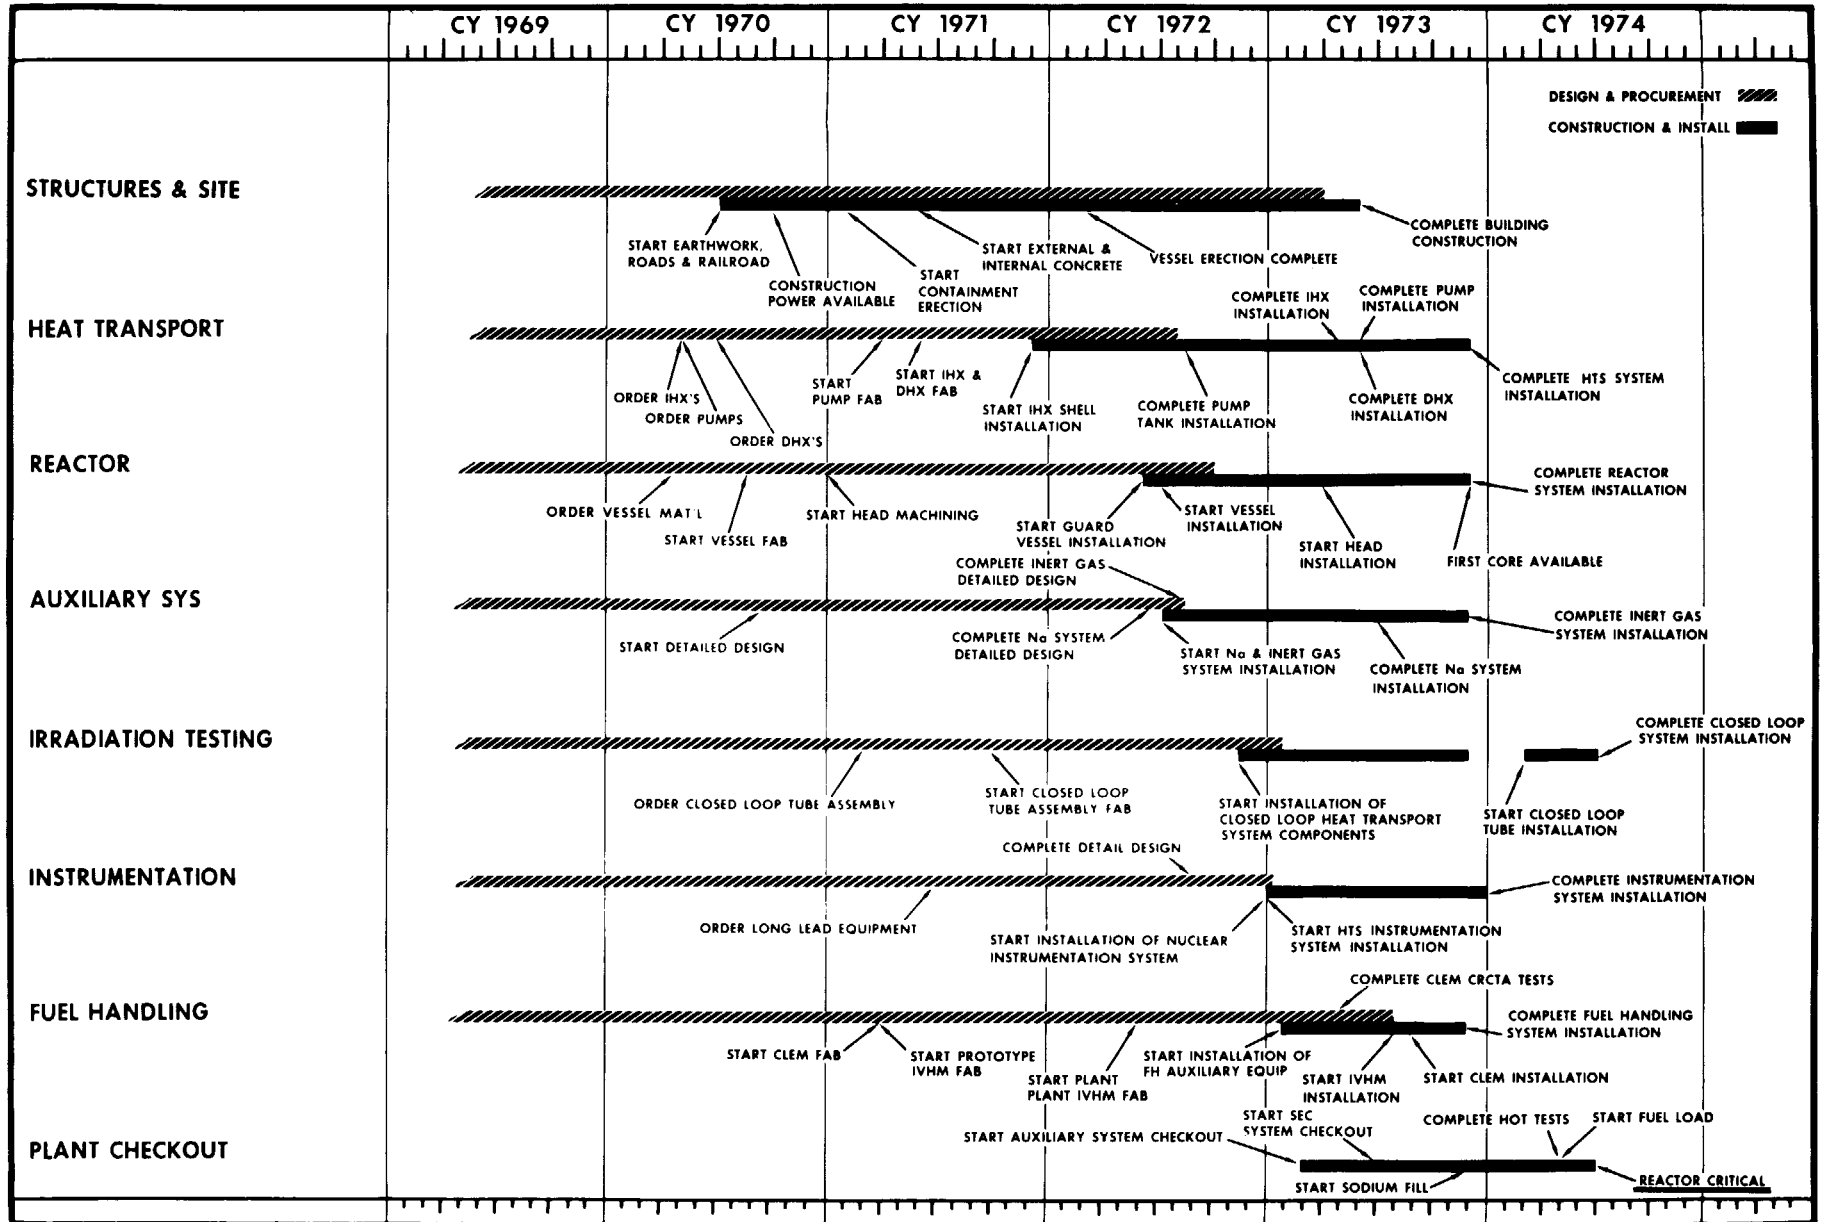 CY 1969
CY 1970
CY 1971
CY 1972
CY 1973
CY 1974
DESIGN & PROCUREMENT
CONSTRUCTION & INSTALL
STRUCTURES & SITE
START EARTHWORK,
ROADS & RAILROAD
CONSTRUCTION
POWER AVAILABLE
START
CONTAINMENT
ERECTION
START EXTERNAL &
INTERNAL CONCRETE
VESSEL ERECTION COMPLETE
COMPLETE BUILDING
CONSTRUCTION
HEAT TRANSPORT
ORDER IHX'S
ORDER PUMPS
ORDER DHX'S
START
PUMP FAB
START IHX &
DHX FAB
START IHX SHELL
INSTALLATION
COMPLETE PUMP
TANK INSTALLATION
COMPLETE IHX
INSTALLATION
COMPLETE PUMP
INSTALLATION
COMPLETE DHX
INSTALLATION
COMPLETE HTS SYSTEM
INSTALLATION
REACTOR
ORDER VESSEL MAT'L
START VESSEL FAB
START HEAD MACHINING
START GUARD
VESSEL INSTALLATION
START VESSEL
INSTALLATION
START HEAD
INSTALLATION
FIRST CORE AVAILABLE
COMPLETE REACTOR
SYSTEM INSTALLATION
AUXILIARY SYS
START DETAILED DESIGN
COMPLETE INERT GAS
DETAILED DESIGN
COMPLETE Na SYSTEM
DETAILED DESIGN
START Na & INERT GAS
SYSTEM INSTALLATION
COMPLETE Na SYSTEM
INSTALLATION
COMPLETE INERT GAS
SYSTEM INSTALLATION
IRRADIATION TESTING
ORDER CLOSED LOOP TUBE ASSEMBLY
START CLOSED LOOP
TUBE ASSEMBLY FAB
START INSTALLATION OF
CLOSED LOOP HEAT TRANSPORT
SYSTEM COMPONENTS
START CLOSED LOOP
TUBE INSTALLATION
COMPLETE CLOSED LOOP
SYSTEM INSTALLATION
INSTRUMENTATION
ORDER LONG LEAD EQUIPMENT
COMPLETE DETAIL DESIGN
START INSTALLATION OF NUCLEAR
INSTRUMENTATION SYSTEM
START HTS INSTRUMENTATION
SYSTEM INSTALLATION
COMPLETE INSTRUMENTATION
SYSTEM INSTALLATION
FUEL HANDLING
START CLEM FAB
START PROTOTYPE
IVHM FAB
START PLANT
PLANT IVHM FAB
START INSTALLATION OF
FH AUXILIARY EQUIP
COMPLETE CLEM CRCTA TESTS
START IVHM
INSTALLATION
START CLEM INSTALLATION
COMPLETE FUEL HANDLING
SYSTEM INSTALLATION
PLANT CHECKOUT
START AUXILIARY SYSTEM CHECKOUT
START SEC
SYSTEM CHECKOUT
START SODIUM FILL
COMPLETE HOT TESTS
START FUEL LOAD
REACTOR CRITICAL